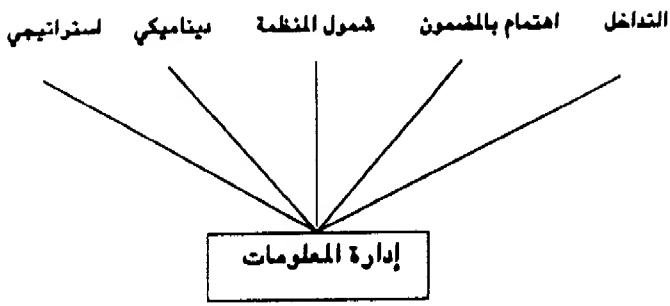 التداخل اهتمام بالمضمون شمول المنظمة ديناميكي استراتيجي
إدارة المعلومات